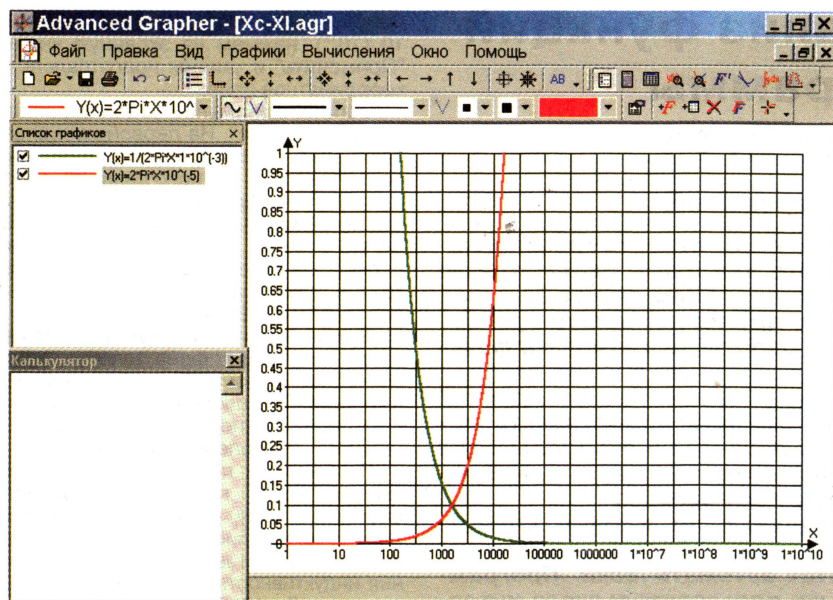 Advanced Grapher - [Xc-Xl.agr]
Файл Правка Вид Графики Вычисления Окно Помощь
AB F'
Y(x)=2*Pi*X*10^
F F
Список графиков
Y(x)=1/(2*Pi*X*1*10^(-3))
Y(x)=2*Pi*X*10^(-5)
Калькулятор
Y
1
0.95
0.9
0.85
0.8
0.75
0.7
0.65
0.6
0.55
0.5
0.45
0.4
0.35
0.3
0.25
0.2
0.15
0.1
0.05
0
X
1 10 100 1000 10000 100000 1000000 1*10^7 1*10^8 1*10^9 1*10^10